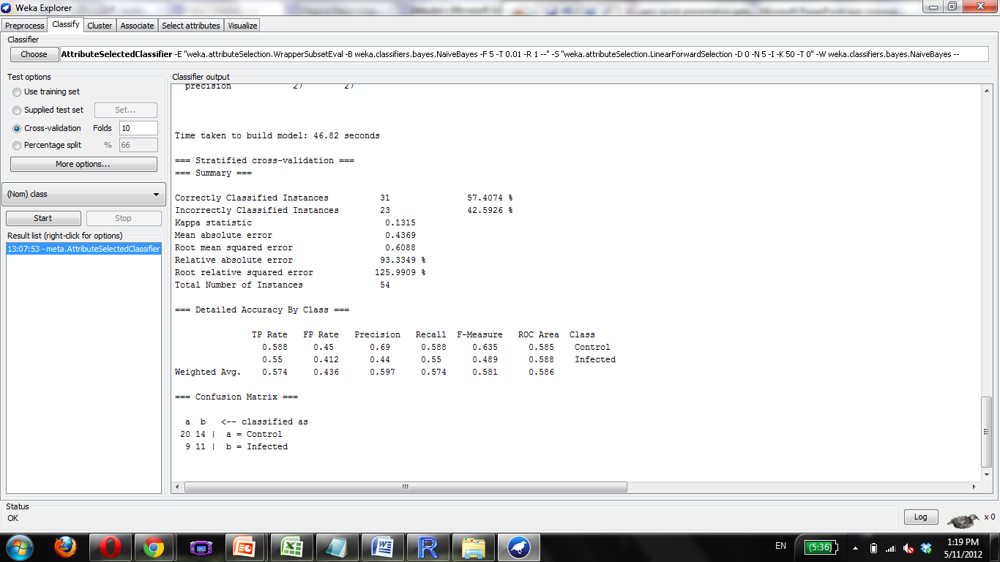 Weka Explorer
Preprocess Classify Cluster Associate Select attributes Visualize
Classifier
Choose AttributeSelectedClassifier -E "weka.attributeSelection.WrapperSubsetEval -B weka.classifiers.bayes.NaiveBayes -F 5 -T 0.01 -R 1 --" -S "weka.attributeSelection.LinearForwardSelection -D 0 -N 5 -I -K 50 -T 0" -W weka.classifiers.bayes.NaiveBayes --
Test options
Use training set
Supplied test set Set...
Cross-validation Folds 10
Percentage split % 66
More options...
(Nom) class
Start Stop
Result list (right-click for options)
13:07:53 - meta.AttributeSelectedClassifier
Classifier output
precision 27 27
Time taken to build model: 46.82 seconds
=== Stratified cross-validation ===
=== Summary ===
Correctly Classified Instances 31 57.4074 %
Incorrectly Classified Instances 23 42.5926 %
Kappa statistic 0.1315
Mean absolute error 0.4369
Root mean squared error 0.6088
Relative absolute error 93.3349 %
Root relative squared error 125.9909 %
Total Number of Instances 54
=== Detailed Accuracy By Class ===
TP Rate FP Rate Precision Recall F-Measure ROC Area Class
0.588 0.45 0.69 0.588 0.635 0.585 Control
0.55 0.412 0.44 0.55 0.489 0.588 Infected
Weighted Avg. 0.574 0.436 0.597 0.574 0.581 0.586
=== Confusion Matrix ===
a b <-- classified as
20 14 | a = Control
9 11 | b = Infected
Status
OK
Log x 0
EN (5:36) 1:19 PM
5/11/2012